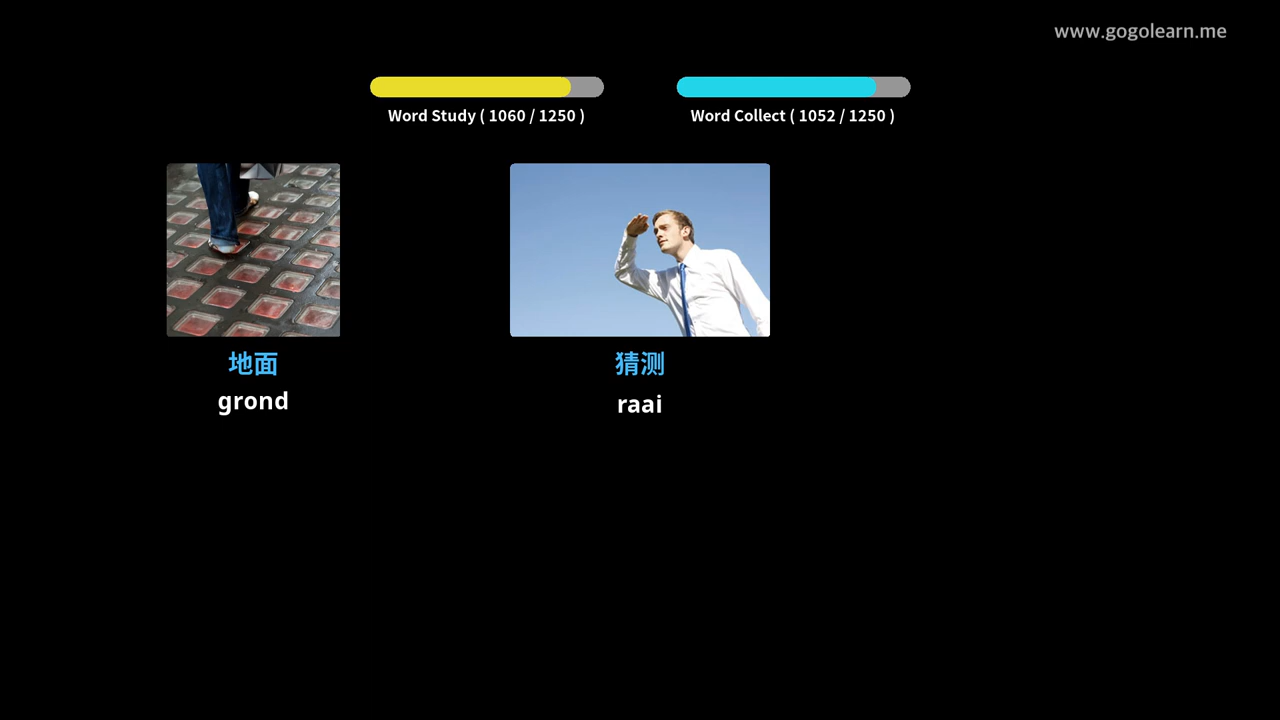 www.gogolearn.me
Word Study ( 1060 / 1250 )
Word Collect ( 1052 / 1250 )
地面
grond
猜测
raai